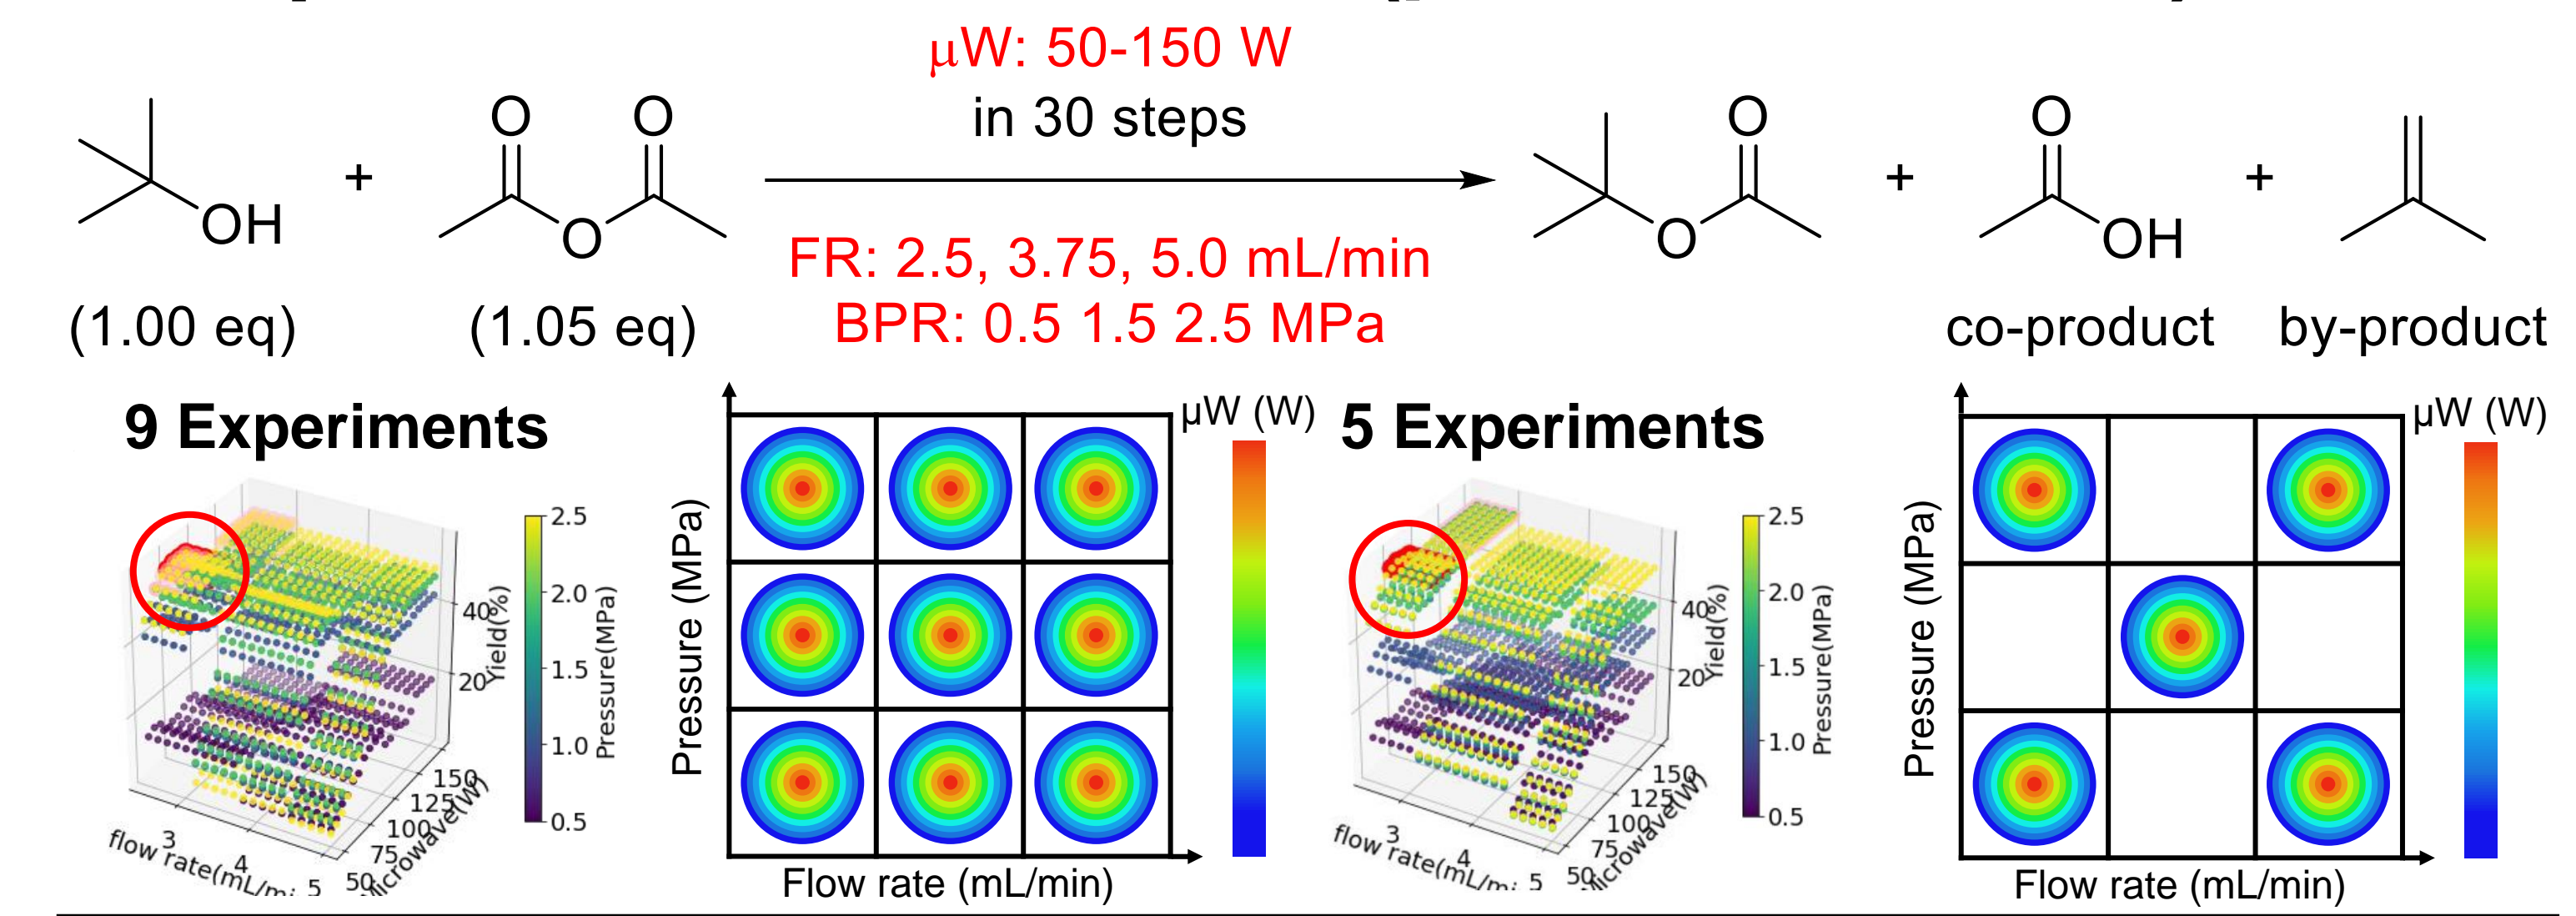 μW: 50-150 W
in 30 steps
FR: 2.5, 3.75, 5.0 mL/min
BPR: 0.5 1.5 2.5 MPa
OH
+
O
O
O
O
O
+
O
OH
+
(1.00 eq)
(1.05 eq)
co-product
by-product
9 Experiments
40
20
Yield(%)
150
125
100
75
50
microwave(W)
3
4
5
flow rate(mL/mi
2.5
2.0
1.5
1.0
0.5
Pressure(MPa)
Pressure (MPa)
Flow rate (mL/min)
μW (W)
5 Experiments
40
20
Yield(%)
150
125
100
75
50
microwave(W)
3
4
5
flow rate(mL/mi
2.5
2.0
1.5
1.0
0.5
Pressure(MPa)
Pressure (MPa)
Flow rate (mL/min)
μW (W)